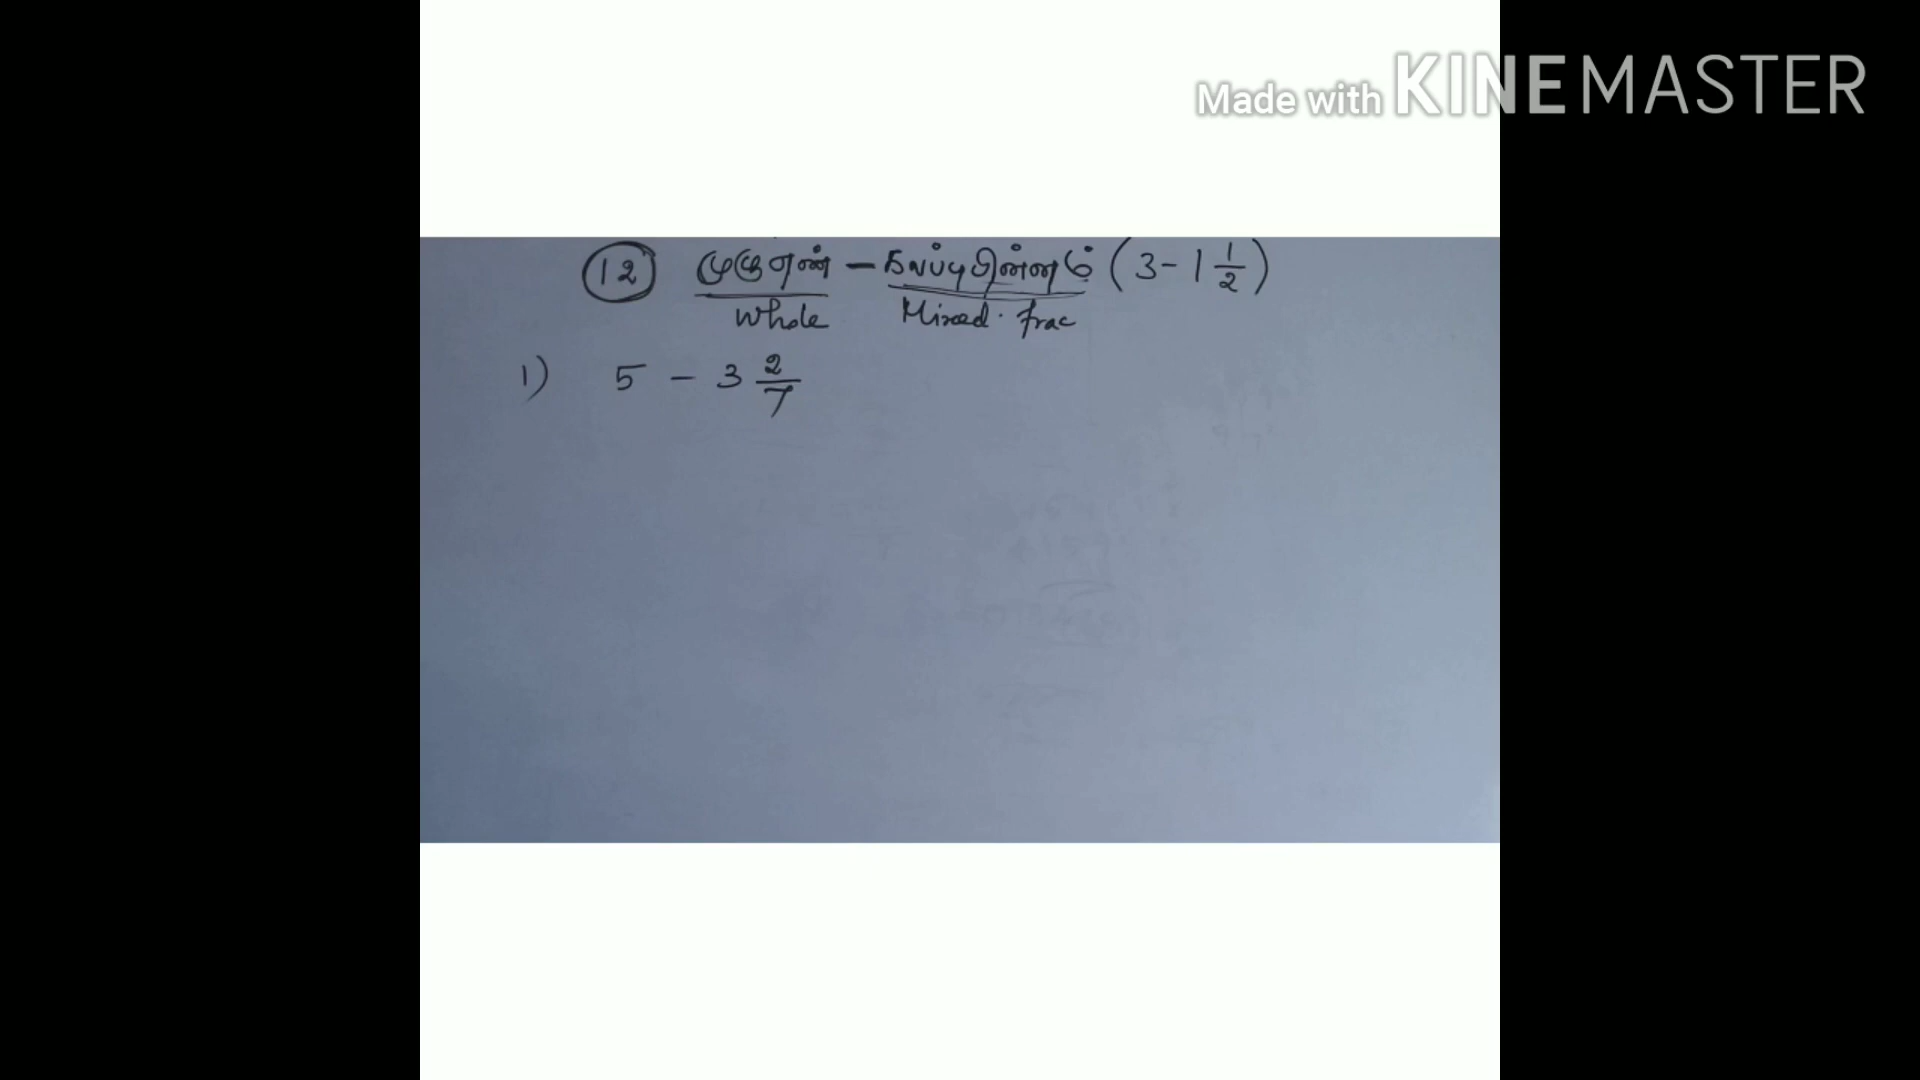 Made with KINEMASTER
12 முழுஎண் – கலப்புபின்னம் (3 - 1 1/2)
Whole Mixed. frac
1) 5 - 3 2/7